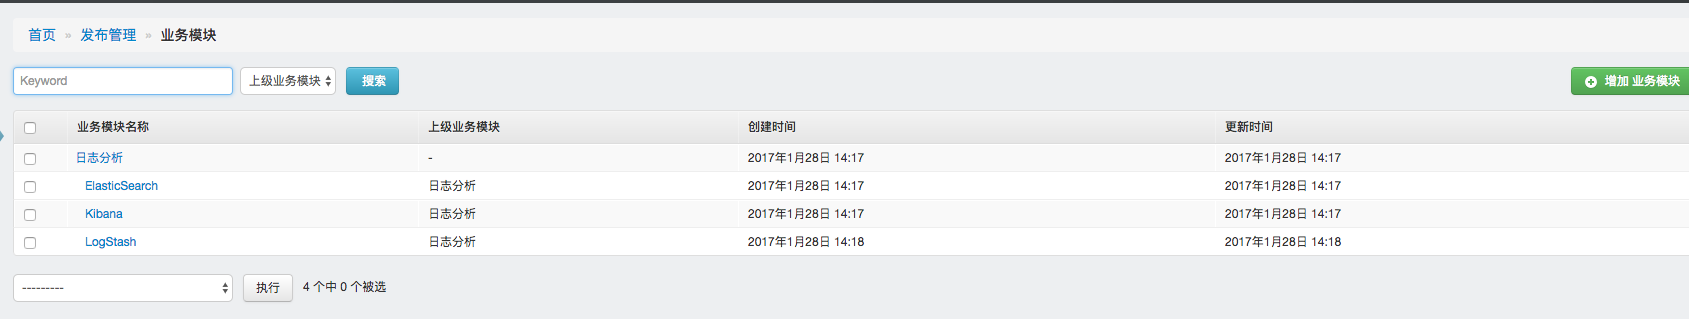 首页 » 发布管理 » 业务模块
Keyword 上级业务模块 搜索 增加 业务模块
业务模块名称 上级业务模块 创建时间 更新时间
日志分析 - 2017年1月28日 14:17 2017年1月28日 14:17
ElasticSearch 日志分析 2017年1月28日 14:17 2017年1月28日 14:17
Kibana 日志分析 2017年1月28日 14:17 2017年1月28日 14:17
LogStash 日志分析 2017年1月28日 14:18 2017年1月28日 14:18
--------- 执行 4 个中 0 个被选